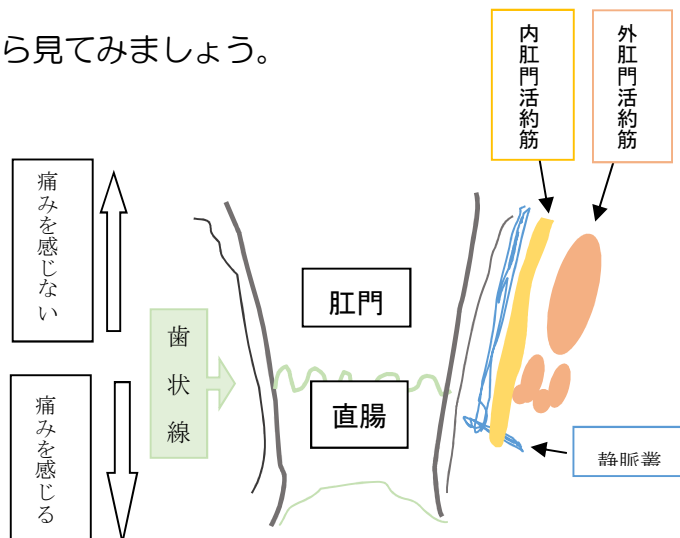 ら見てみましょう。
内肛門活約筋
外肛門活約筋
痛みを感じない
肛門
歯状線
直腸
痛みを感じる
静脈叢